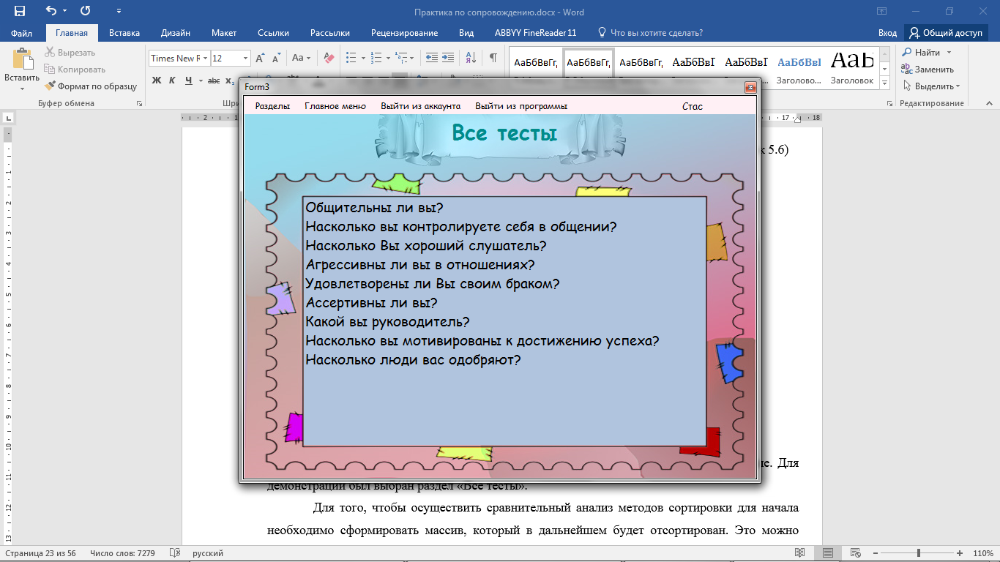 Практика по сопровождению.docx - Word
Файл Главная Вставка Дизайн Макет Ссылки Рассылки Рецензирование Вид ABBYY FineReader 11 Что вы хотите сделать? Вход Общий доступ
Вставить
Вырезать
Копировать
Формат по образцу
Буфер обмена
Times New F 12 Aa
Ж К Ч abc x
АаБбВвГг, АаБбВвГг, АаБбВвГг, АаБбВвІ АаБбВвІ АаБбВвІ АаЬ
Заголово... Заголовок
Найти
Заменить
Выделить
Редактирование
Form3
Разделы Главное меню Выйти из аккаунта Выйти из программы Стас
Все тесты
Общительны ли вы?
Насколько вы контролируете себя в общении?
Насколько Вы хороший слушатель?
Агрессивны ли вы в отношениях?
Удовлетворены ли Вы своим браком?
Ассертивны ли вы?
Какой вы руководитель?
Насколько вы мотивированы к достижению успеха?
Насколько люди вас одобряют?
5.6)
Для
демонстрации был выбран раздел «Все тесты».
Для того, чтобы осуществить сравнительный анализ методов сортировки для начала
необходимо сформировать массив, который в дальнейшем будет отсортирован. Это можно
Страница 23 из 56 Число слов: 7279 русский 110%